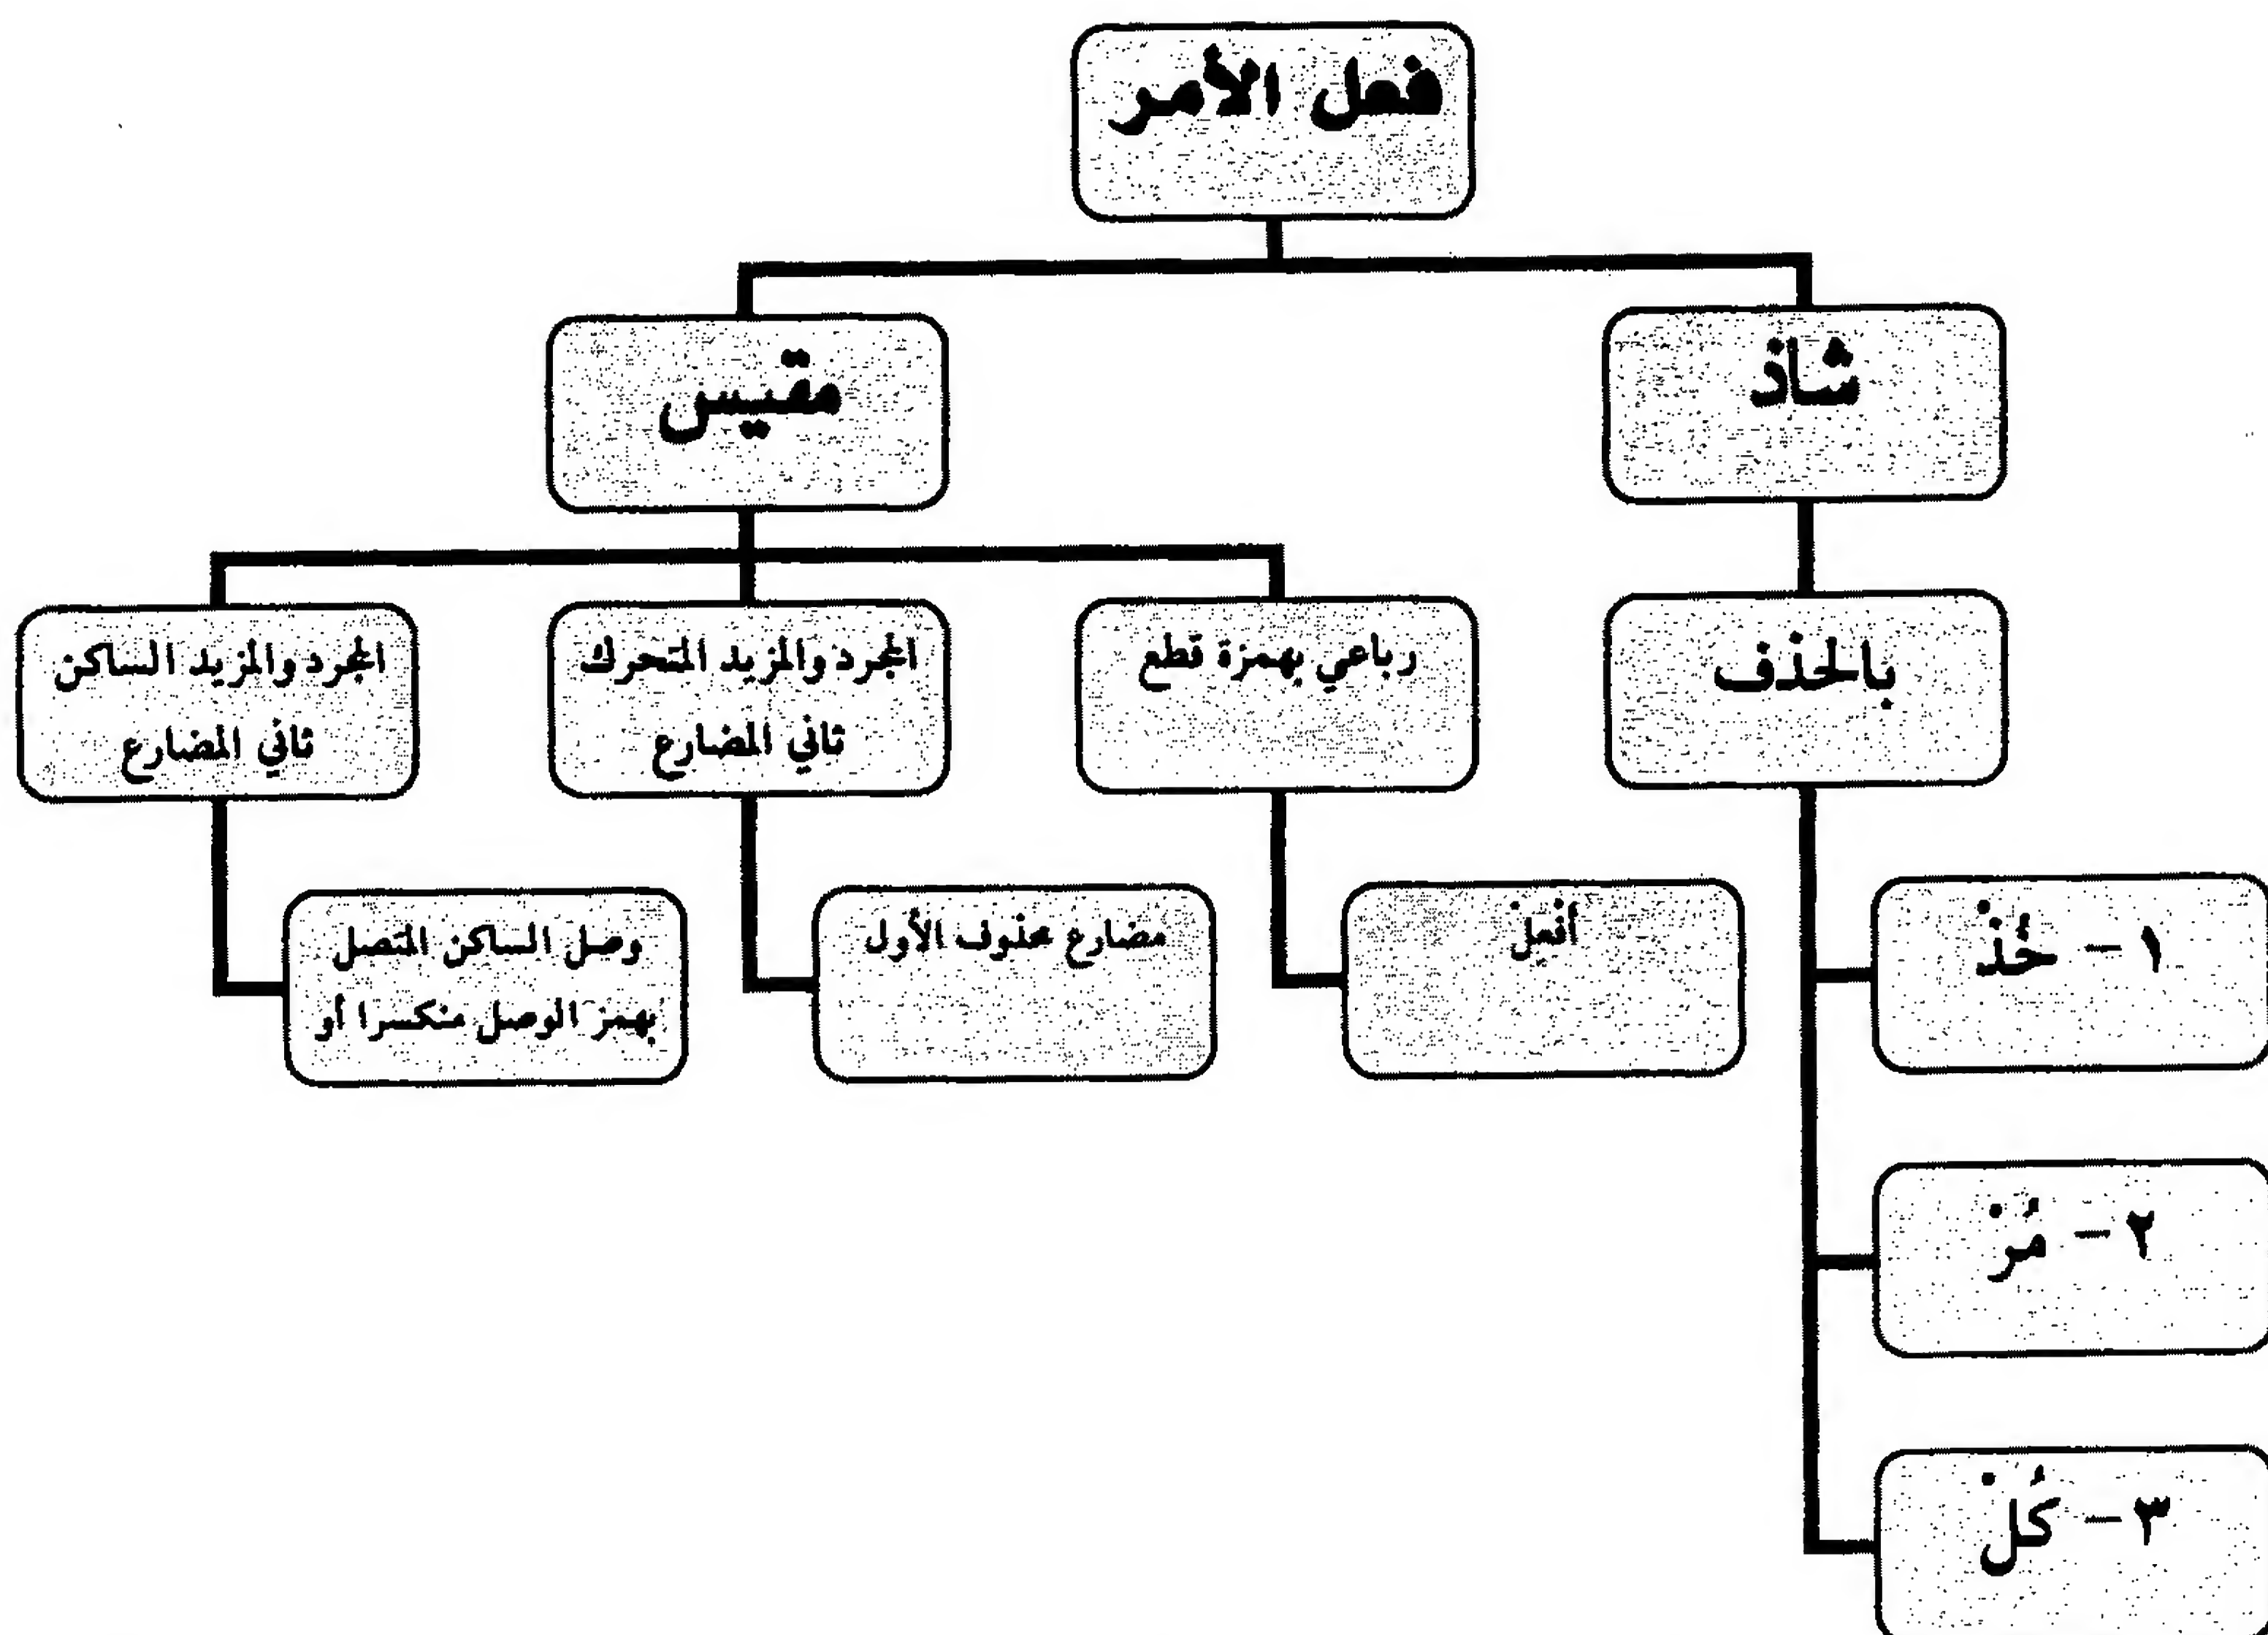 فعل الأمر
شاذ
مقيس
بالحذف
رباعي بهمزة قطع
المجرد والمزيد المتحرك
ثاني المضارع
المجرد والمزيد الساكن
ثاني المضارع
١ - خُذْ
أفعلْ
مضارع محذوف الأول
وصل الساكن المتصل
بهمز الوصل منكسرا أو
٢ - مُرْ
٣ - كُلْ